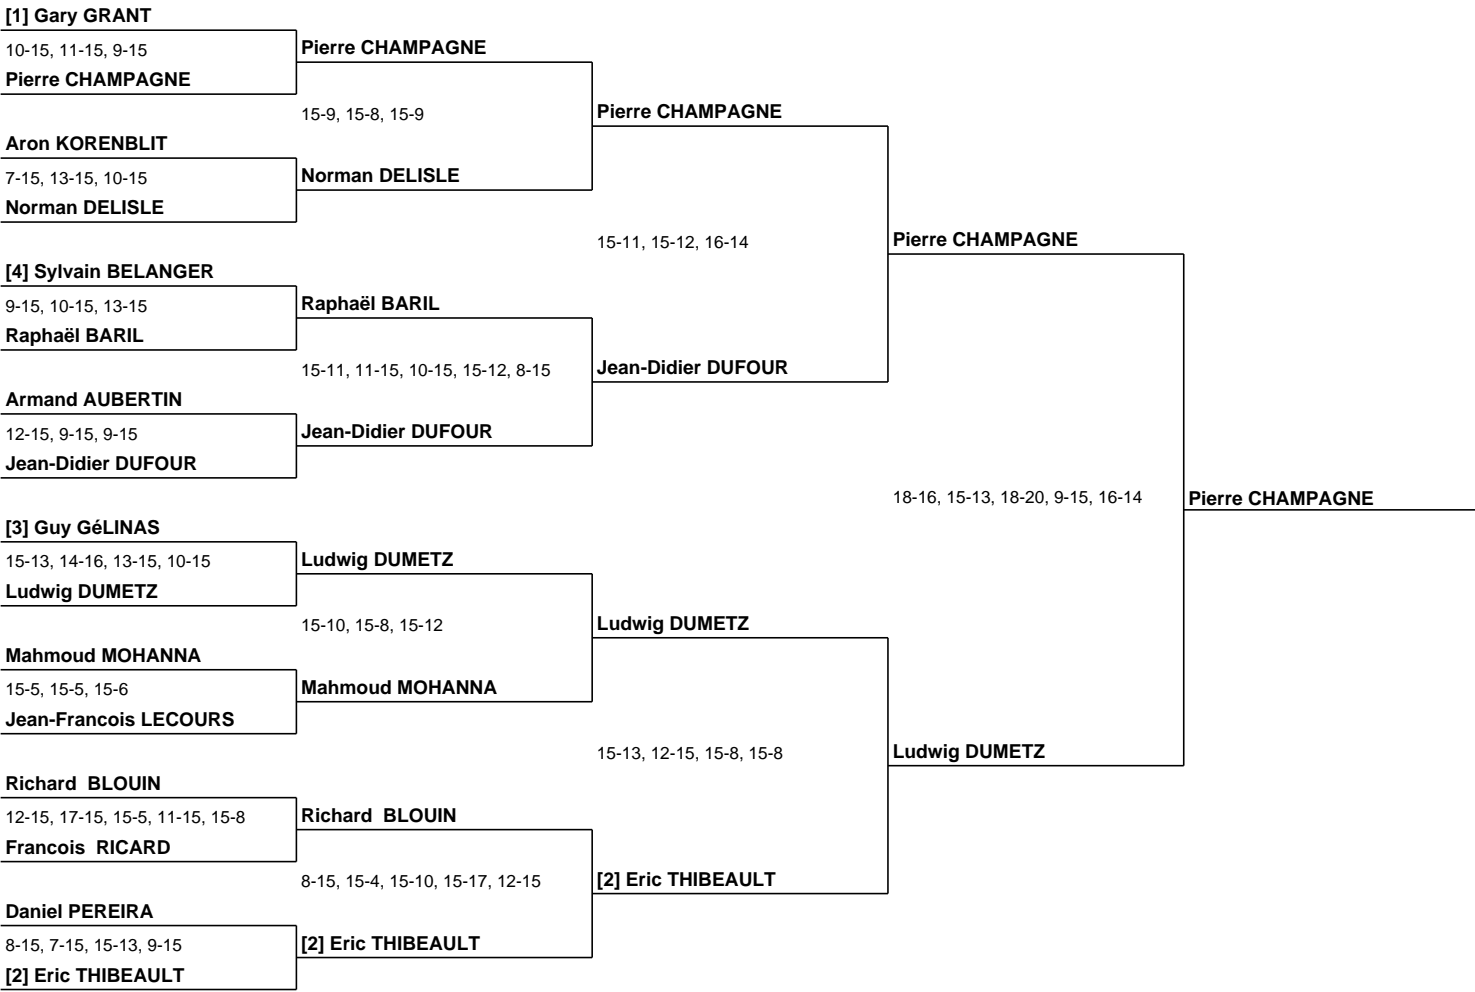 [1] Gary GRANT
10-15, 11-15, 9-15
Pierre CHAMPAGNE
Aron KORENBLIT
7-15, 13-15, 10-15
Norman DELISLE
[4] Sylvain BELANGER
9-15, 10-15, 13-15
Raphaël BARIL
Armand AUBERTIN
12-15, 9-15, 9-15
Jean-Didier DUFOUR
[3] Guy GéLINAS
15-13, 14-16, 13-15, 10-15
Ludwig DUMETZ
Mahmoud MOHANNA
15-5, 15-5, 15-6
Jean-Francois LECOURS
Richard  BLOUIN
12-15, 17-15, 15-5, 11-15, 15-8
Francois  RICARD
Daniel PEREIRA
8-15, 7-15, 15-13, 9-15
[2] Eric THIBEAULT
Pierre CHAMPAGNE
15-9, 15-8, 15-9
Norman DELISLE
Raphaël BARIL
15-11, 11-15, 10-15, 15-12, 8-15
Jean-Didier DUFOUR
Ludwig DUMETZ
15-10, 15-8, 15-12
Mahmoud MOHANNA
Richard  BLOUIN
8-15, 15-4, 15-10, 15-17, 12-15
[2] Eric THIBEAULT
Pierre CHAMPAGNE
15-11, 15-12, 16-14
Jean-Didier DUFOUR
Ludwig DUMETZ
15-13, 12-15, 15-8, 15-8
[2] Eric THIBEAULT
Pierre CHAMPAGNE
18-16, 15-13, 18-20, 9-15, 16-14
Ludwig DUMETZ
Pierre CHAMPAGNE